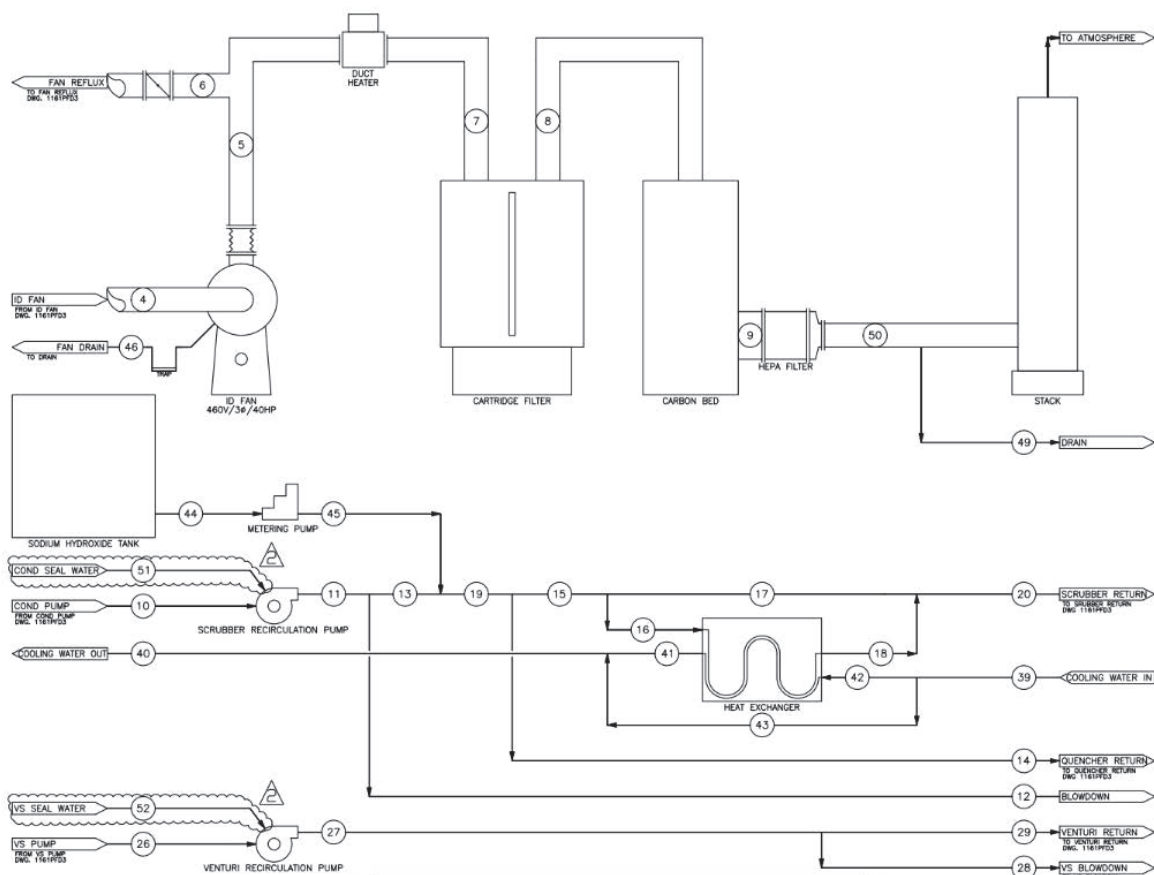 TO ATMOSPHERE
FAN REFLUX
TO FAN REFLUX
DWG. 1161PFD3
6
DUCT
HEATER
5
7
8
ID FAN
FROM ID FAN
DWG. 1161PFD3
4
FAN DRAIN
TO DRAIN
46
TRAP
ID FAN
460V/3ø/40HP
CARTRIDGE FILTER
CARBON BED
9
HEPA FILTER
50
STACK
49
DRAIN
44
METERING PUMP
45
SODIUM HYDROXIDE TANK
COND SEAL WATER
51
2
COND PUMP
FROM COND PUMP
DWG. 1161PFD3
10
SCRUBBER RECIRCULATION PUMP
11
13
19
15
17
20
SCRUBBER RETURN
TO SRUBBER RETURN
DWG 1161PFD3
16
COOLING WATER OUT
40
41
18
HEAT EXCHANGER
42
39
COOLING WATER IN
43
14
QUENCHER RETURN
TO QUENCHER RETURN
DWG 1161PFD3
12
BLOWDOWN
VS SEAL WATER
52
2
VS PUMP
FROM VS PUMP
DWG. 1161PFD3
26
VENTURI RECIRCULATION PUMP
27
29
VENTURI RETURN
TO VENTURI RETURN
DWG. 1161PFD3
28
VS BLOWDOWN